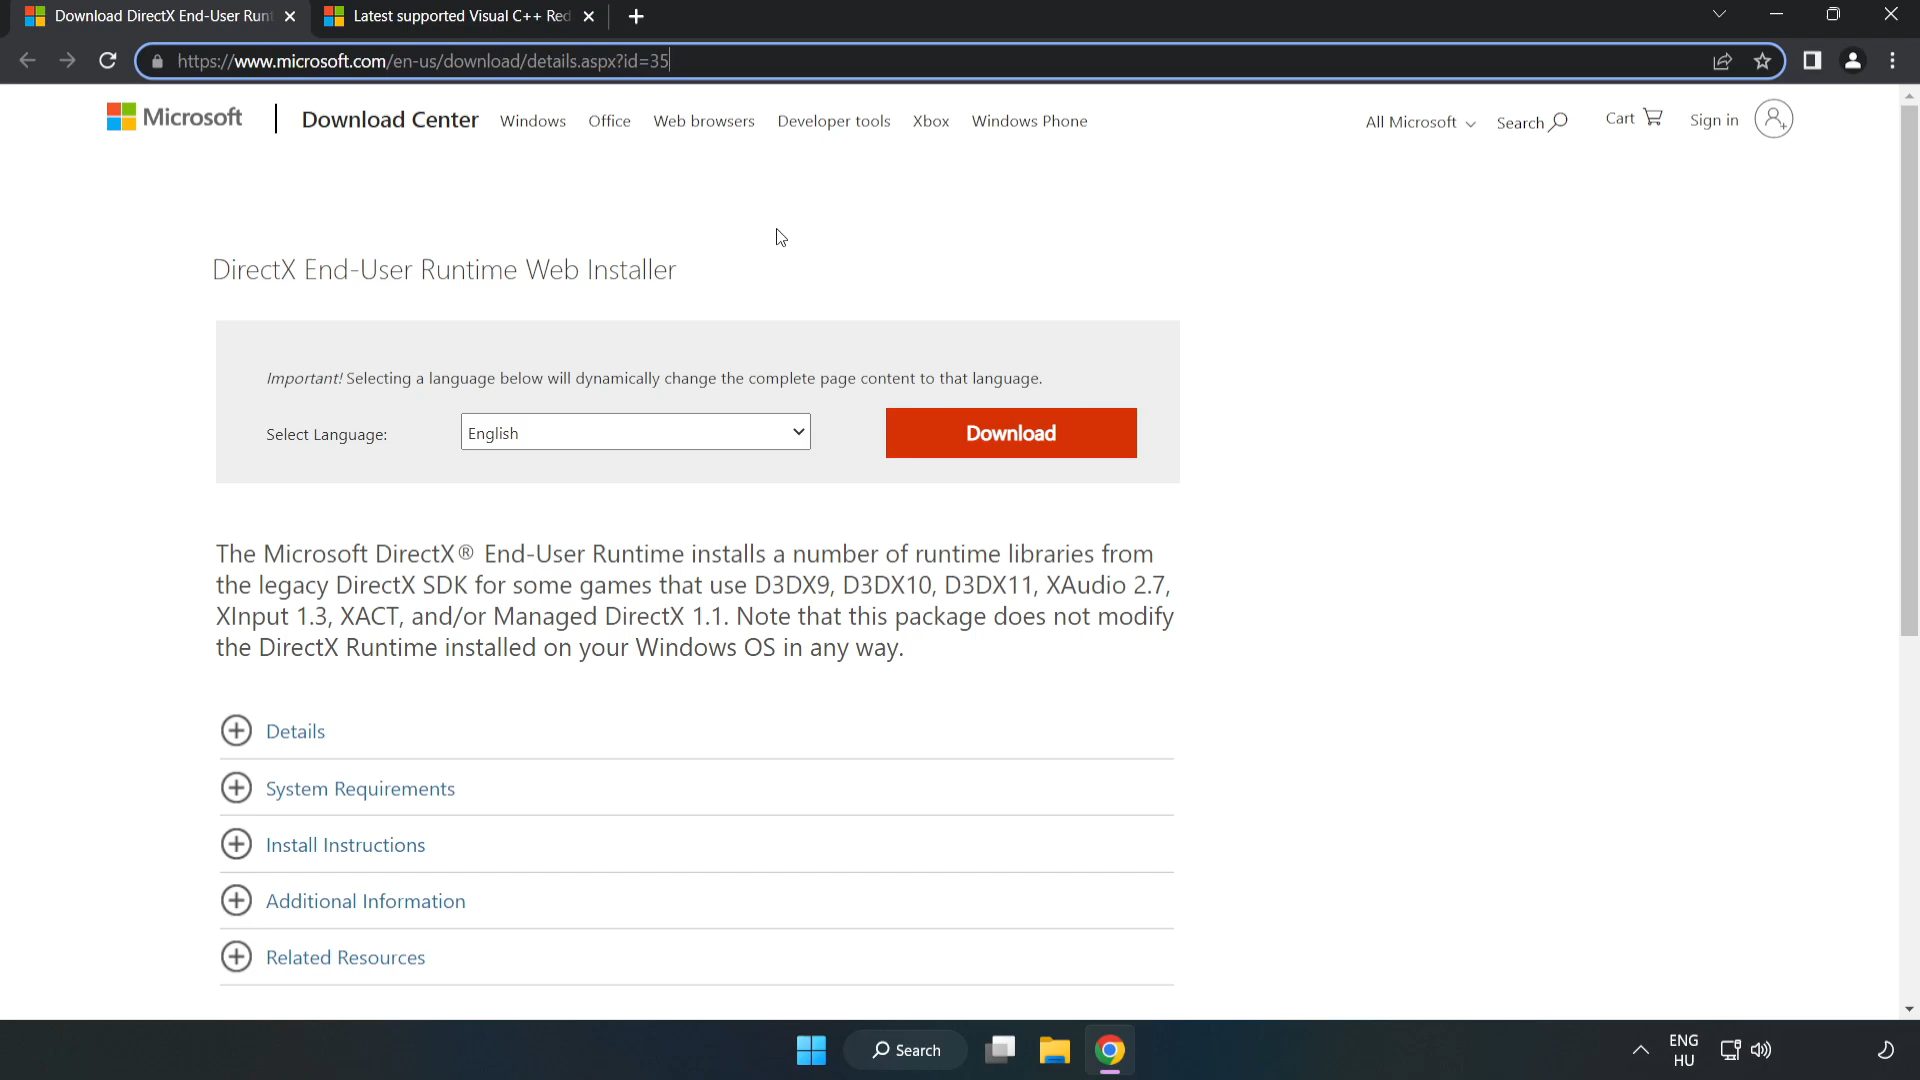 Download DirectX End-User Runt
Latest supported Visual C++ Red
https://www.microsoft.com/en-us/download/details.aspx?id=35
Microsoft
Download Center
Windows
Office
Web browsers
Developer tools
Xbox
Windows Phone
All Microsoft
Search
Cart
Sign in
DirectX End-User Runtime Web Installer
Important! Selecting a language below will dynamically change the complete page content to that language.
Select Language:
English
Download
The Microsoft DirectX® End-User Runtime installs a number of runtime libraries from
the legacy DirectX SDK for some games that use D3DX9, D3DX10, D3DX11, XAudio 2.7,
XInput 1.3, XACT, and/or Managed DirectX 1.1. Note that this package does not modify
the DirectX Runtime installed on your Windows OS in any way.
Details
System Requirements
Install Instructions
Additional Information
Related Resources
Search
ENG
HU